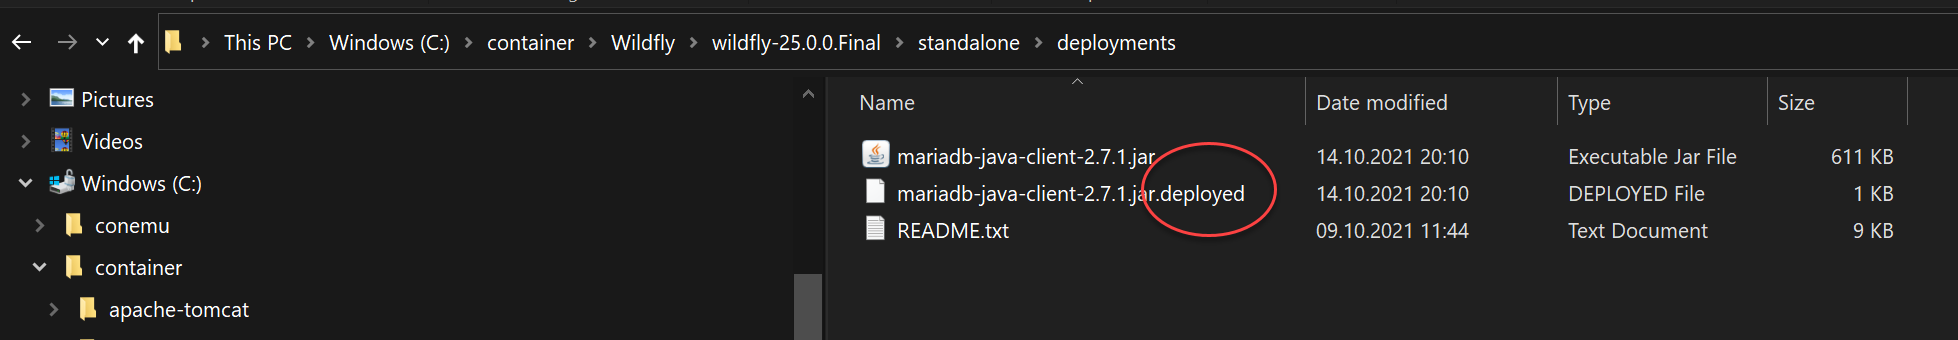 This PC > Windows (C:) > container > Wildfly > wildfly-25.0.0.Final > standalone > deployments
Pictures
Videos
Windows (C:)
conemu
container
apache-tomcat
Name Date modified Type Size
mariadb-java-client-2.7.1.jar 14.10.2021 20:10 Executable Jar File 611 KB
mariadb-java-client-2.7.1.jar.deployed 14.10.2021 20:10 DEPLOYED File 1 KB
README.txt 09.10.2021 11:44 Text Document 9 KB